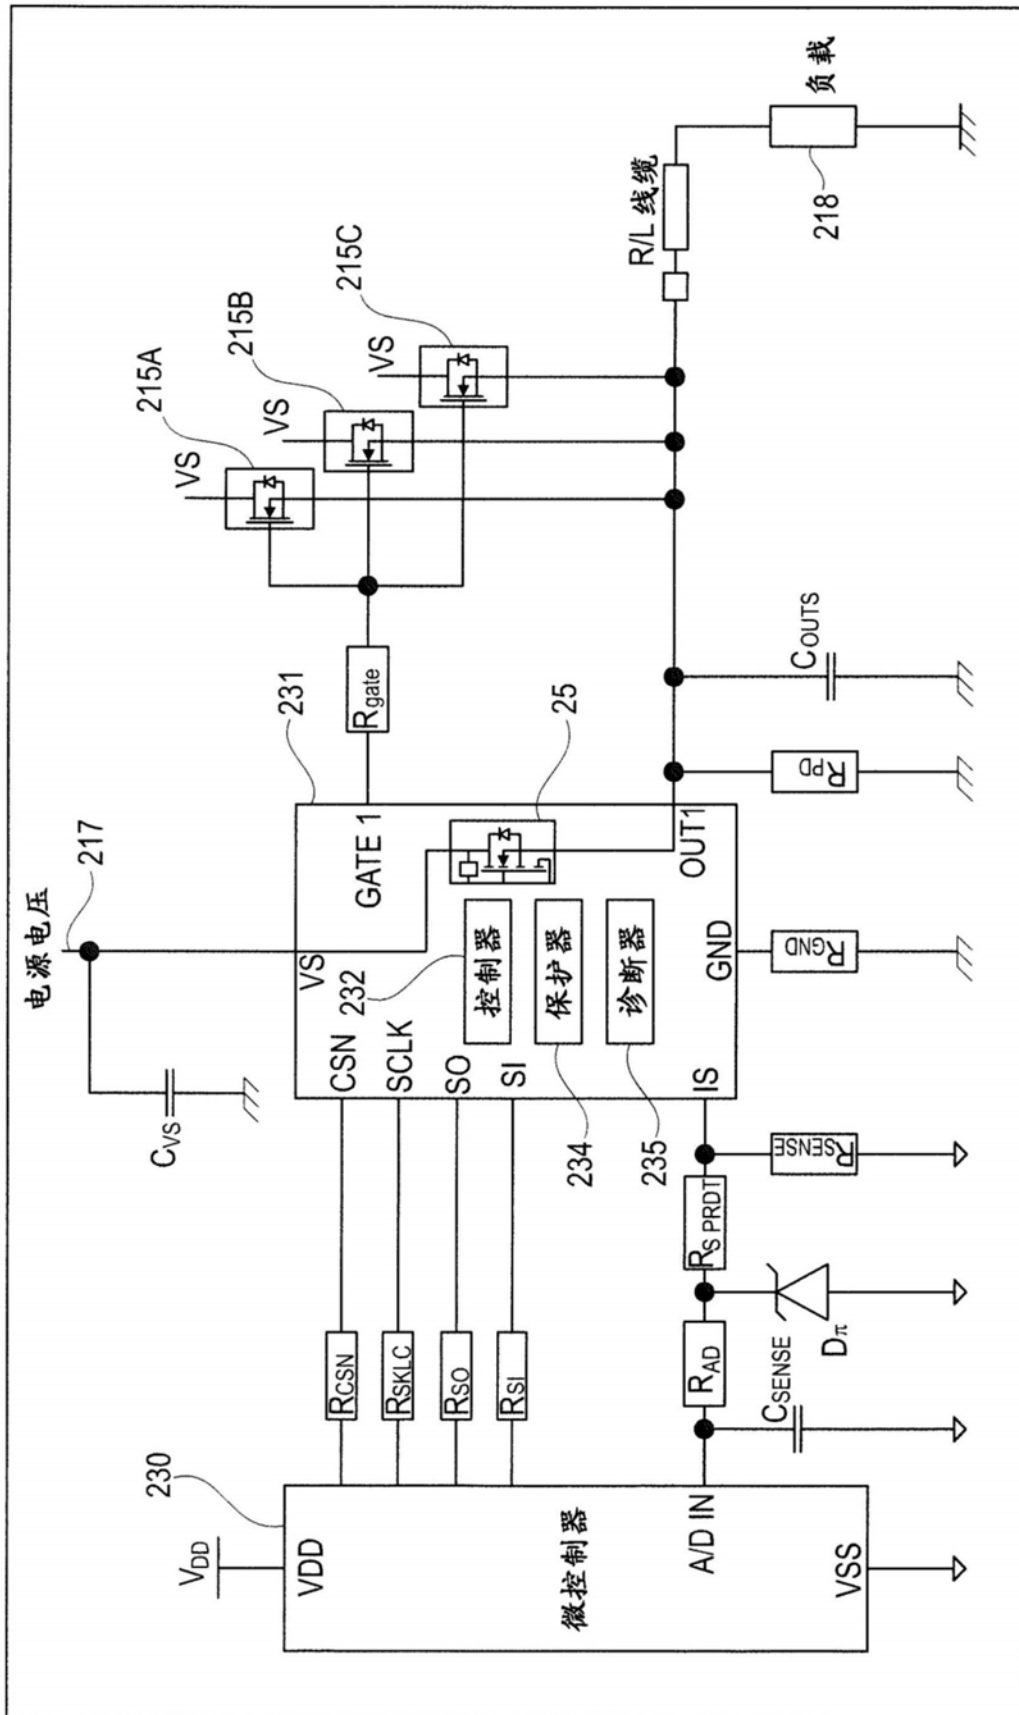 电源电压
217
CVS
VS
231
GATE 1
Rgate
VS
215A
VS
215B
VS
215C
CSN
SCLK
SO
SI
232
控制器
234
保护器
235
诊断器
25
OUT1
GND
IS
RCSN
RSKLC
RSO
RSI
230
VDD
VDD
微控制器
A/D IN
VSS
CSENSE
RAD
Dπ
RS PRDT
RSENSE
RGND
RPD
COUTS
R/L 线缆
218
负载